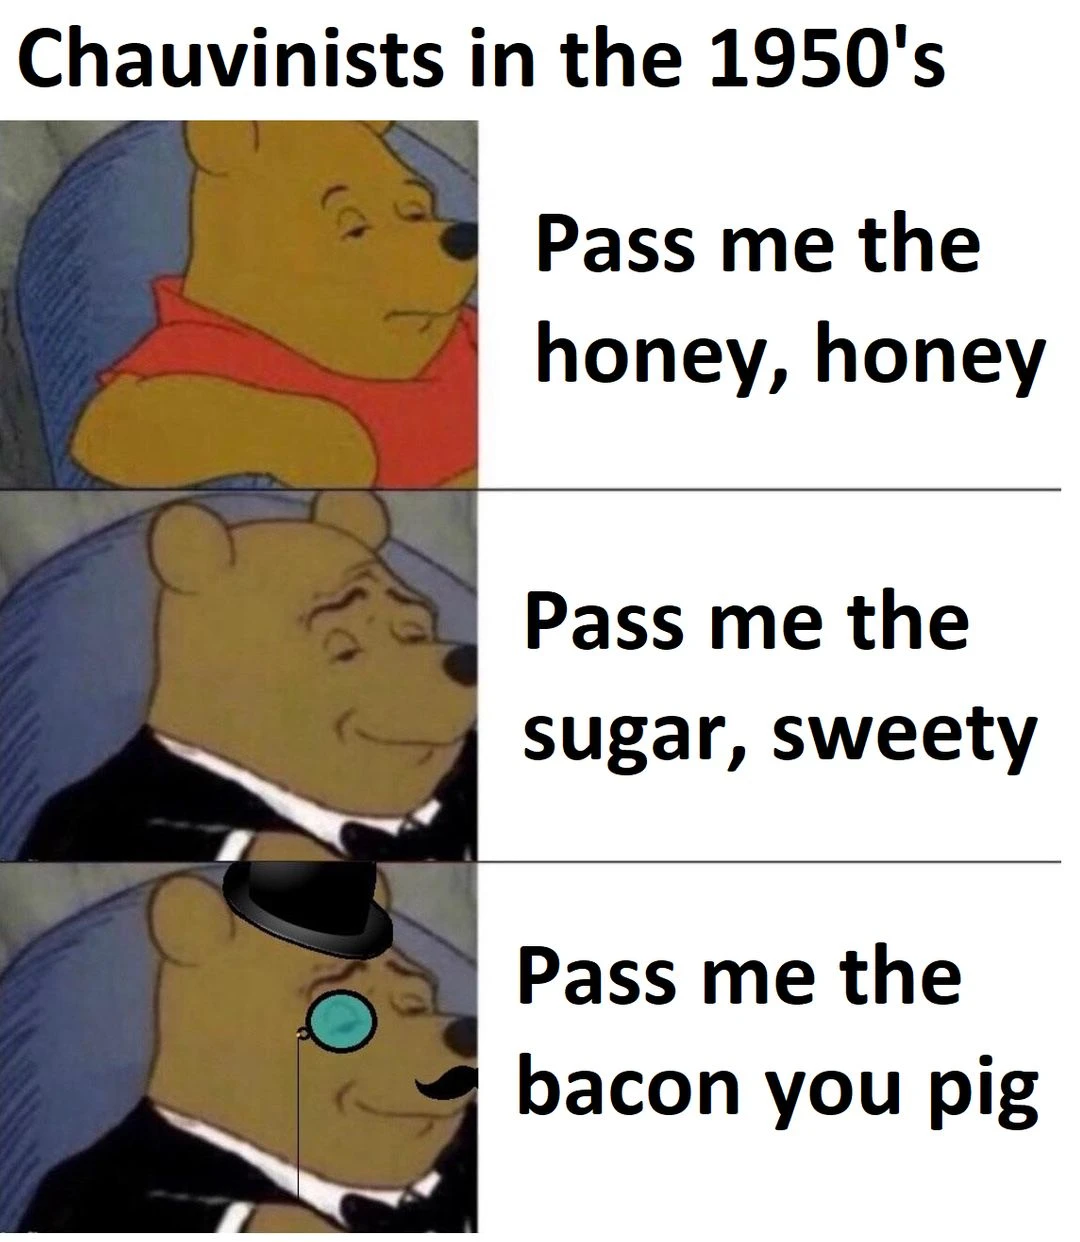 Chauvinists in the 1950's
Pass me the
honey, honey
Pass me the
sugar, sweety
Pass me the
bacon you pig